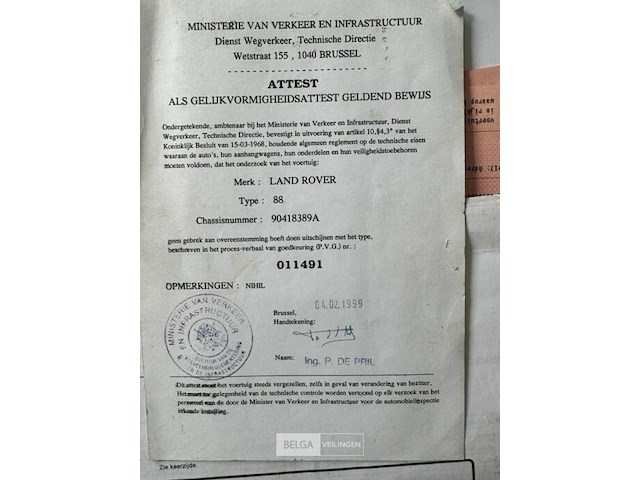 MINISTERIE VAN VERKEER EN INFRASTRUCTUUR
Dienst Wegverkeer, Technische Directie
Wetstraat 155 , 1040 BRUSSEL
ATTEST
ALS GELIJKVORMIGHEIDSATTEST GELDEND BEWIJS
Ondergetekende, ambtenaar bij het Ministerie van Verkeer en Infrastructuur, Dienst
Wegverkeer, Technische Directie, bevestigt in uitvoering van artikel 10,§4,3° van het
Koninklijk Besluit van 15-03-1968, houdende algemeen reglement op de technische eisen
waaraan de auto's, hun aanhangwagens, hun onderdelen en hun veiligheidstoebehoren
moeten voldoen, dat het onderzoek van het voertuig:
Merk : LAND ROVER
Type : 88
Chassisnummer : 90418389A
geen gebrek aan overeenstemming heeft doen uitschijnen met het type,
beschreven in het proces-verbaal van goedkeuring (P.V.G.) nr. :
011491
OPMERKINGEN : NIHIL
04.02.1999
Brussel,
Handtekening:
Naam: Ing. P. DE PRIL
MINISTERIE VAN VERKEER
EN INFRASTRUCTUUR
EN DE INFRASTRUCTUUR
Dit attest moet het voertuig steeds vergezellen, zelfs in geval van verandering van bezitter.
Het moet ter gelegenheid van de technische controle worden vertoond op elk verzoek van het
personeel van de door de Minister van Verkeer en Infrastructuur voor de automobielinspectie
erkende instelling.
BELGA VEILINGEN
Zie keerzijde.